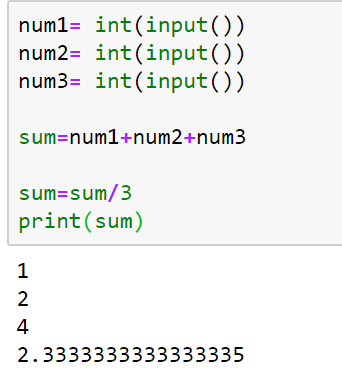 num1= int(input())
num2= int(input())
num3= int(input())
sum=num1+num2+num3
sum=sum/3
print(sum)
1
2
4
2.3333333333333335